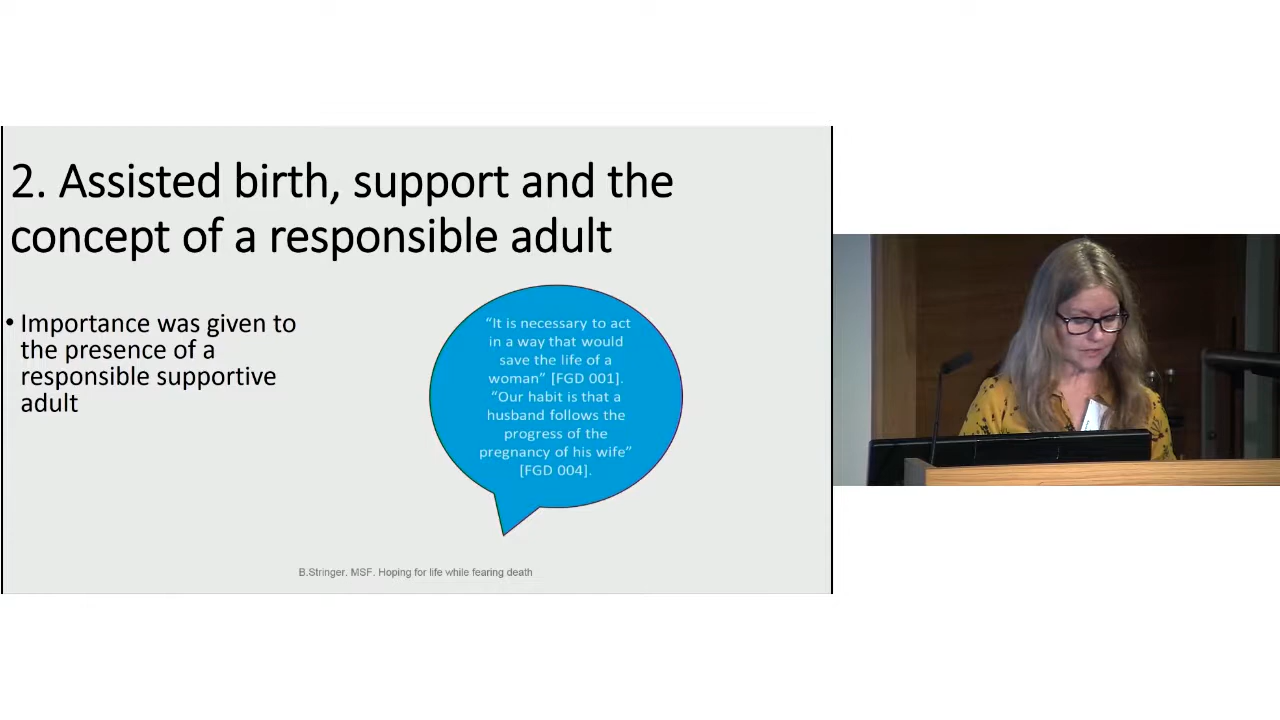 2. Assisted birth, support and the
concept of a responsible adult
• Importance was given to
the presence of a
responsible supportive
adult
“It is necessary to act
in a way that would
save the life of a
woman” [FGD 001].
“Our habit is that a
husband follows the
progress of the
pregnancy of his wife”
[FGD 004].
B.Stringer. MSF. Hoping for life while fearing death